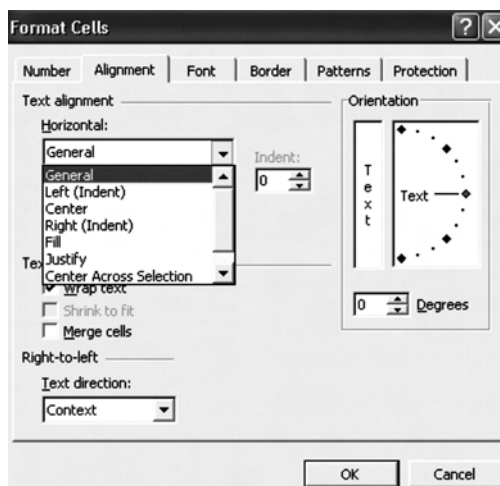 Format Cells
Number Alignment Font Border Patterns Protection
Text alignment
Horizontal:
General
Indent:
0
General
Left (Indent)
Center
Right (Indent)
Fill
Justify
Center Across Selection
Tex
Wrap text
Shrink to fit
Merge cells
Right-to-left
Text direction:
Context
Orientation
Text
Text
0 Degrees
OK Cancel